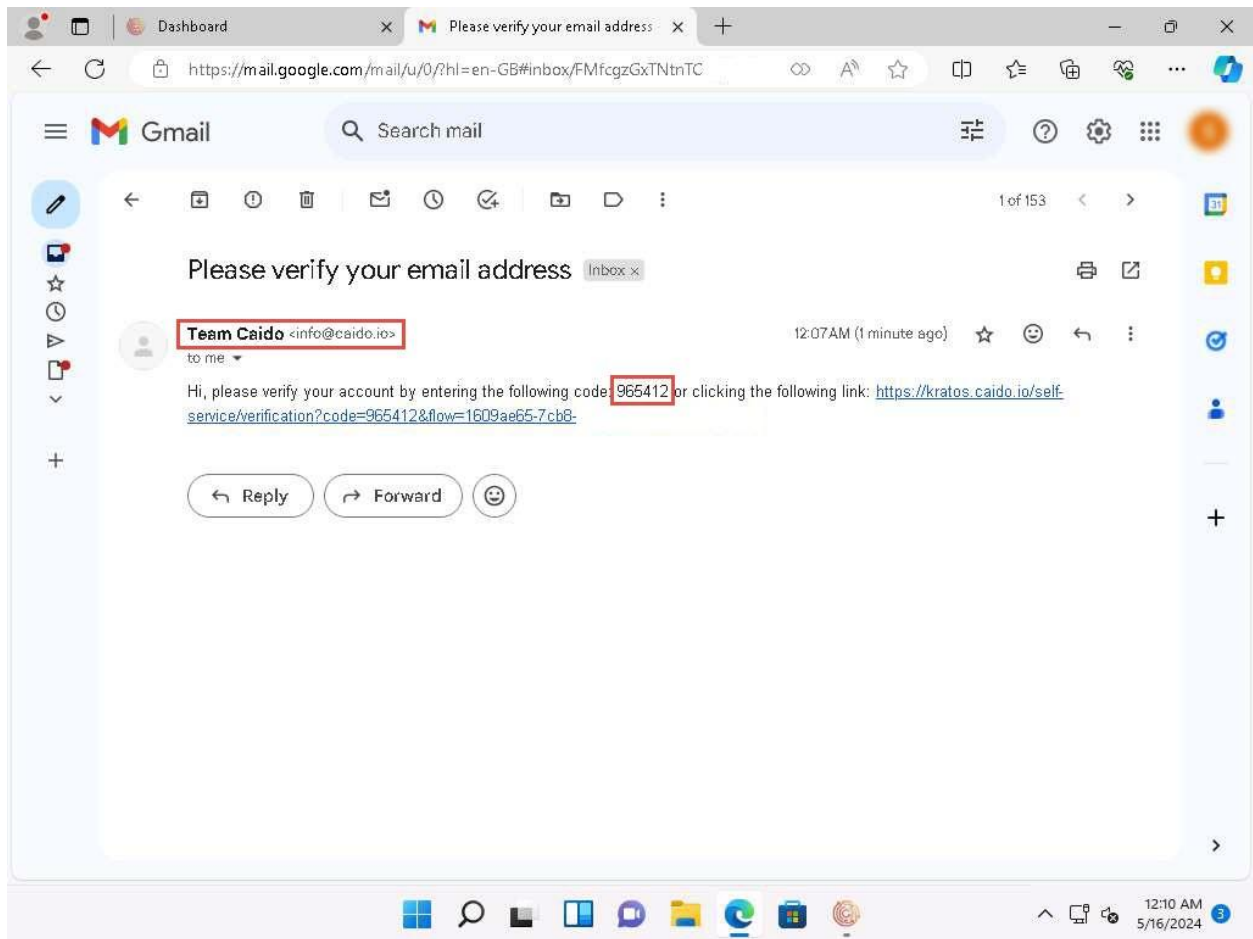 Dashboard
Please verify your email address
https://mail.google.com/mail/u/0/?hl=en-GB#inbox/FMfcgzGxTNtnTC
Gmail
Search mail
1 of 153
31
Please verify your email address Inbox ×
Team Caido <info@caido.io>
12:07 AM (1 minute ago)
to me
Hi, please verify your account by entering the following code: 965412 or clicking the following link: https://kratos.caido.io/self-
service/verification?code=965412&flow=1609ae65-7cb8-
Reply
Forward
12:10 AM
5/16/2024
3